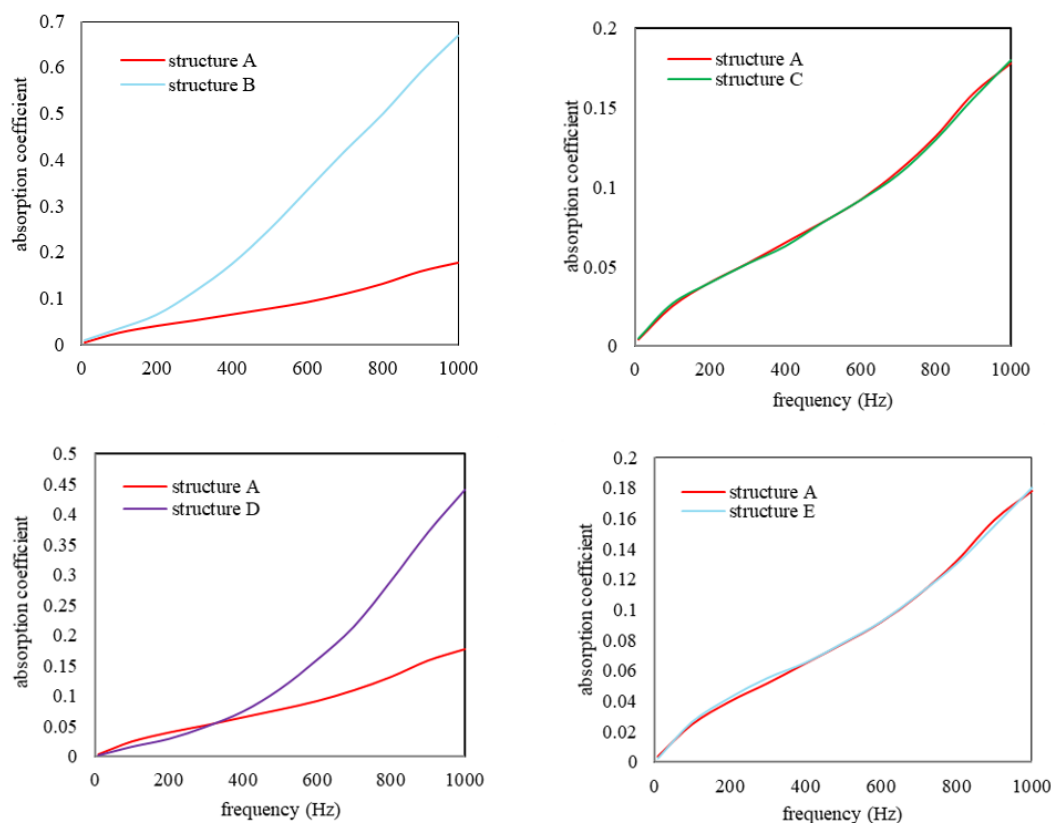 absorption coefficient
0.7
0.6
0.5
0.4
0.3
0.2
0.1
0
structure A
structure B
0 200 400 600 800 1000
absorption coefficient
0.2
0.15
0.1
0.05
0
structure A
structure C
0 200 400 600 800 1000
frequency (Hz)
absorption coefficient
0.5
0.45
0.4
0.35
0.3
0.25
0.2
0.15
0.1
0.05
0
structure A
structure D
0 200 400 600 800 1000
frequency (Hz)
absorption coefficient
0.2
0.18
0.16
0.14
0.12
0.1
0.08
0.06
0.04
0.02
0
structure A
structure E
0 200 400 600 800 1000
frequency (Hz)